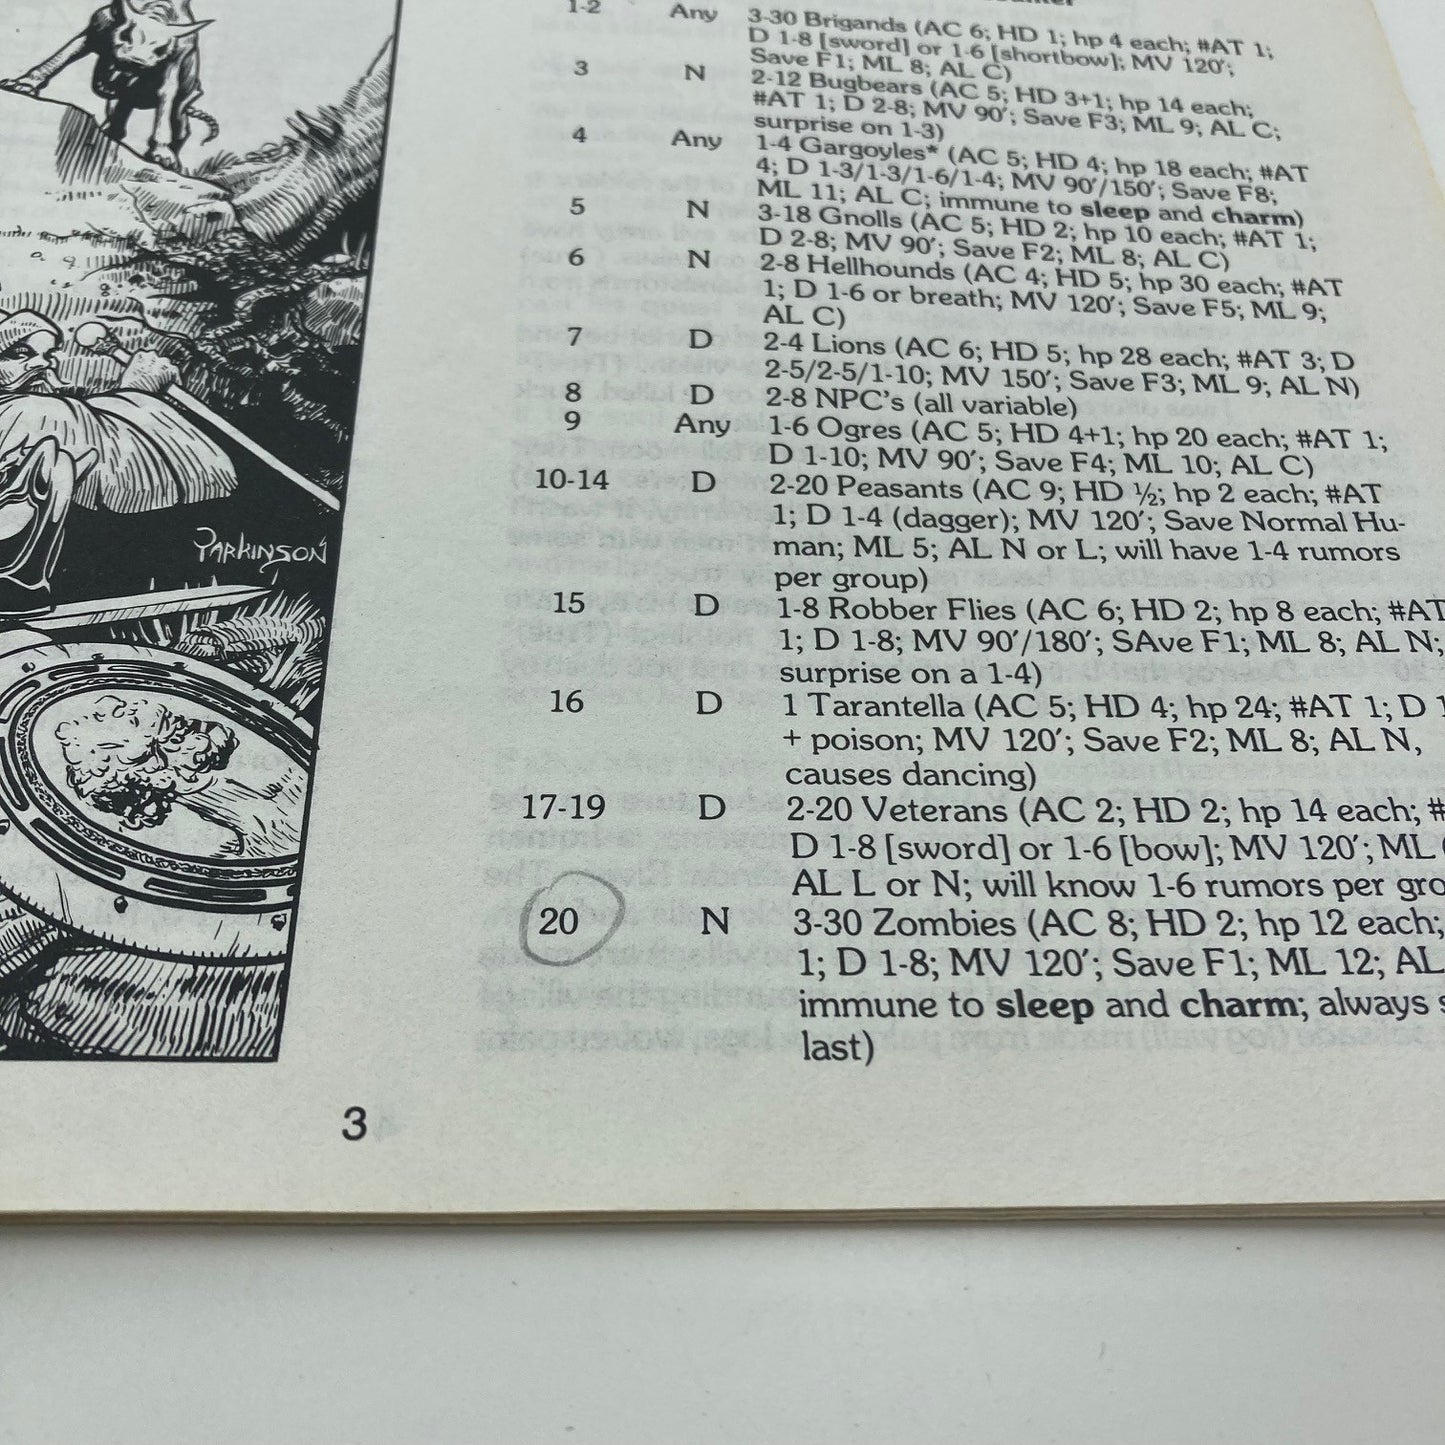 1-2 Any 3-30 Brigands (AC 6; HD 1; hp 4 each; #AT 1;
D 1-8 [sword] or 1-6 [shortbow]; MV 120';
Save F1; ML 8; AL C)
3 N 2-12 Bugbears (AC 5; HD 3+1; hp 14 each;
#AT 1; D 2-8; MV 90'; Save F3; ML 9; AL C;
surprise on 1-3)
4 Any 1-4 Gargoyles* (AC 5; HD 4; hp 18 each; #AT
4; D 1-3/1-3/1-6/1-4; MV 90'/150'; Save F8;
ML 11; AL C; immune to sleep and charm)
5 N 3-18 Gnolls (AC 5; HD 2; hp 10 each; #AT 1;
D 2-8; MV 90'; Save F2; ML 8; AL C)
6 N 2-8 Hellhounds (AC 4; HD 5; hp 30 each; #AT
1; D 1-6 or breath; MV 120'; Save F5; ML 9;
AL C)
7 D 2-4 Lions (AC 6; HD 5; hp 28 each; #AT 3; D
2-5/2-5/1-10; MV 150'; Save F3; ML 9; AL N)
8 D 2-8 NPC's (all variable)
9 Any 1-6 Ogres (AC 5; HD 4+1; hp 20 each; #AT 1;
D 1-10; MV 90'; Save F4; ML 10; AL C)
10-14 D 2-20 Peasants (AC 9; HD ½; hp 2 each; #AT
1; D 1-4 (dagger); MV 120'; Save Normal Hu-
man; ML 5; AL N or L; will have 1-4 rumors
per group)
15 D 1-8 Robber Flies (AC 6; HD 2; hp 8 each; #AT
1; D 1-8; MV 90'/180'; SAve F1; ML 8; AL N;
surprise on a 1-4)
16 D 1 Tarantella (AC 5; HD 4; hp 24; #AT 1; D
+ poison; MV 120'; Save F2; ML 8; AL N,
causes dancing)
17-19 D 2-20 Veterans (AC 2; HD 2; hp 14 each; #
D 1-8 [sword] or 1-6 [bow]; MV 120'; ML
AL L or N; will know 1-6 rumors per
20 N 3-30 Zombies (AC 8; HD 2; hp 12 each;
1; D 1-8; MV 120'; Save F1; ML 12; AL
immune to sleep and charm; always
last)
PARKINSON
3